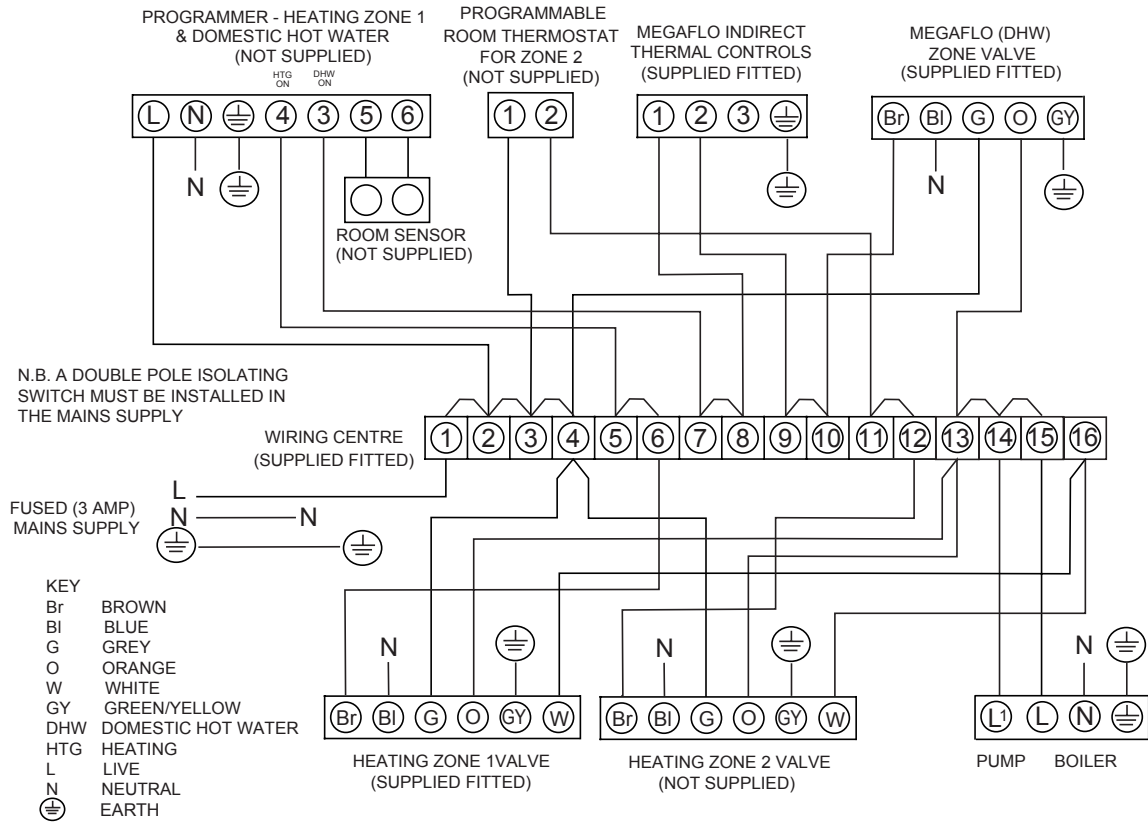 PROGRAMMER - HEATING ZONE 1
& DOMESTIC HOT WATER
(NOT SUPPLIED)
HTG
ON
DHW
ON
L N 4 3 5 6
N
ROOM SENSOR
(NOT SUPPLIED)
PROGRAMMABLE
ROOM THERMOSTAT
FOR ZONE 2
(NOT SUPPLIED)
1 2
MEGAFLO INDIRECT
THERMAL CONTROLS
(SUPPLIED FITTED)
1 2 3
MEGAFLO (DHW)
ZONE VALVE
(SUPPLIED FITTED)
Br Bl G O GY
N
N.B. A DOUBLE POLE ISOLATING
SWITCH MUST BE INSTALLED IN
THE MAINS SUPPLY
WIRING CENTRE
(SUPPLIED FITTED)
1 2 3 4 5 6 7 8 9 10 11 12 13 14 15 16
FUSED (3 AMP)
MAINS SUPPLY
L
N N
KEY
Br BROWN
Bl BLUE
G GREY
O ORANGE
W WHITE
GY GREEN/YELLOW
DHW DOMESTIC HOT WATER
HTG HEATING
L LIVE
N NEUTRAL
EARTH
N
Br Bl G O GY W
HEATING ZONE 1VALVE
(SUPPLIED FITTED)
N
Br Bl G O GY W
HEATING ZONE 2 VALVE
(NOT SUPPLIED)
N
L1 L N
PUMP BOILER